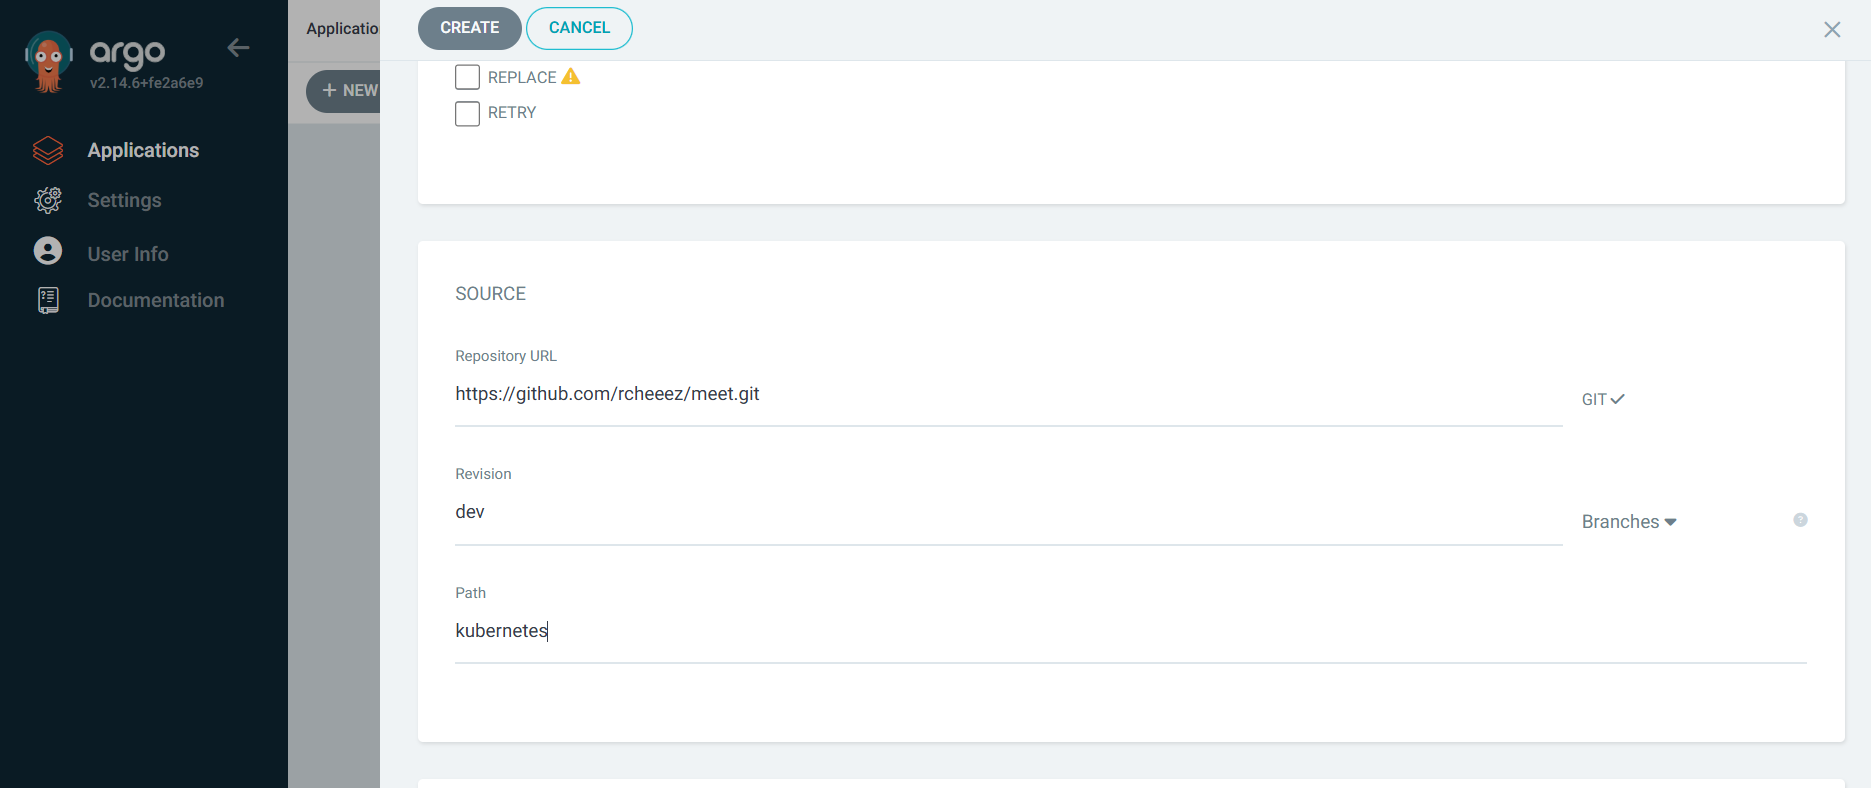 argo
v2.14.6+fe2a6e9
Applications
Settings
User Info
Documentation
Applicatio
+ NEW
CREATE
CANCEL
REPLACE
RETRY
SOURCE
Repository URL
https://github.com/rcheeez/meet.git
GIT
Revision
dev
Branches
Path
kubernetes